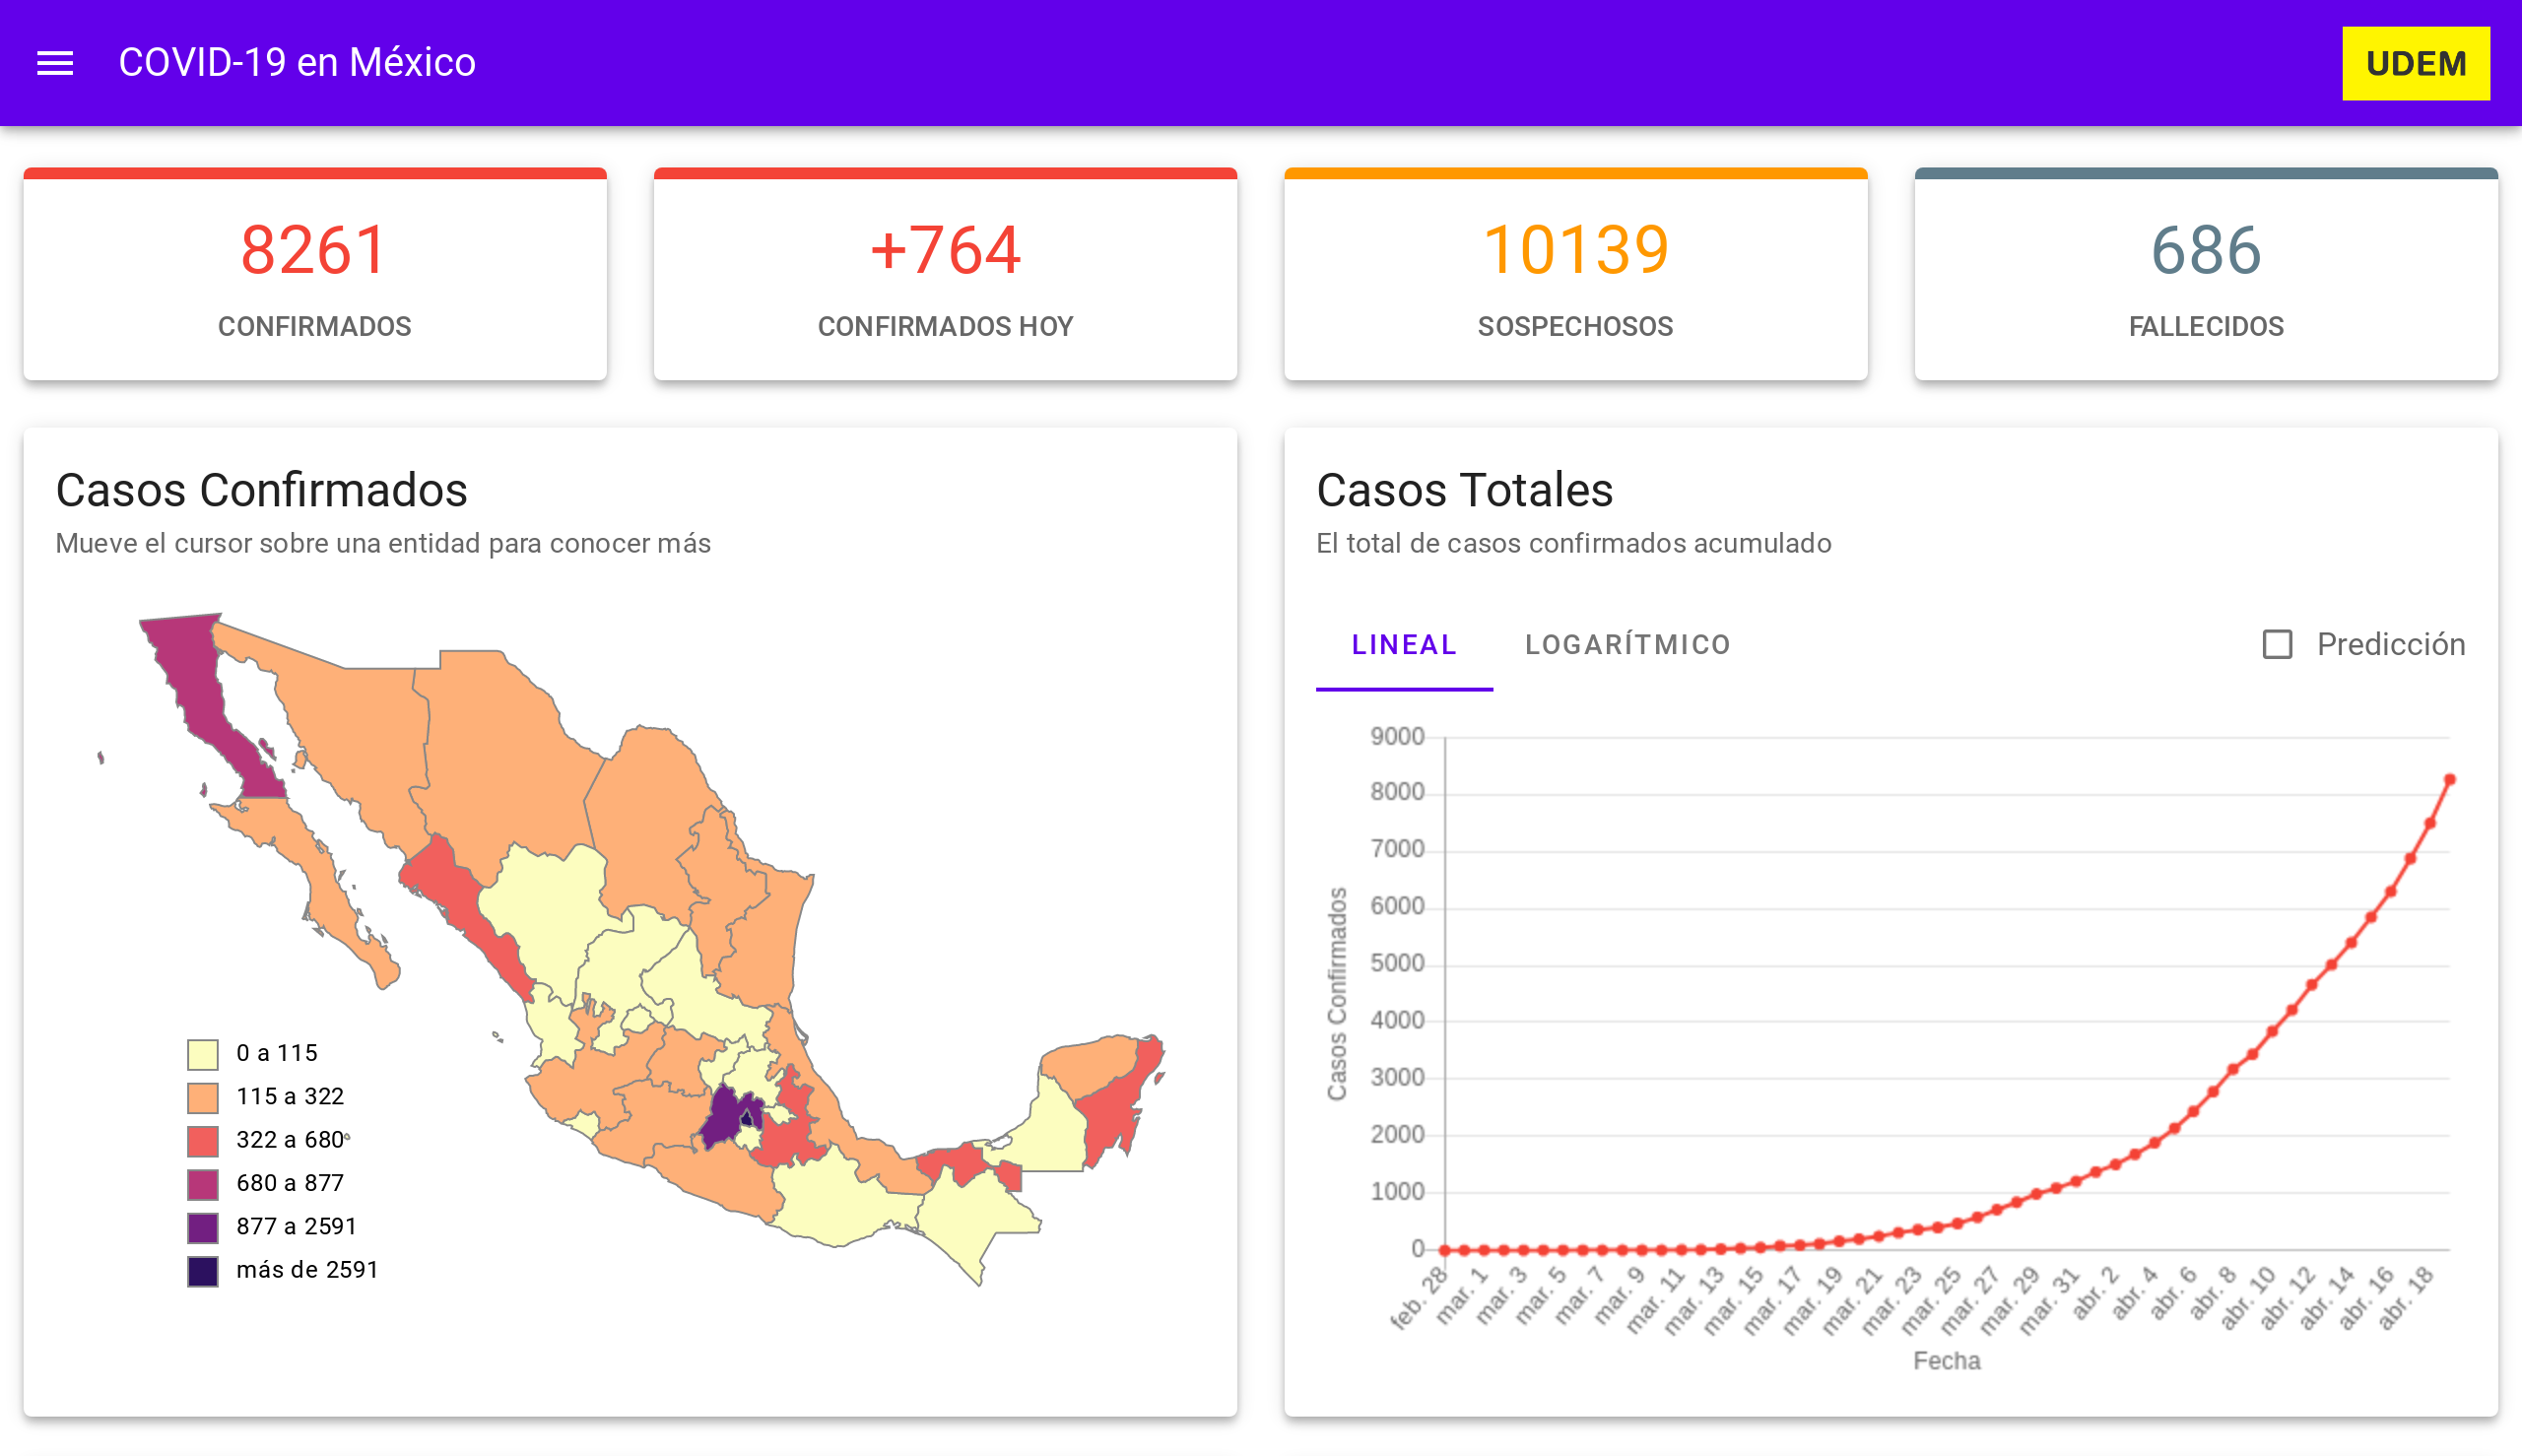 COVID-19 en México
UDEM
8261
CONFIRMADOS
+764
CONFIRMADOS HOY
10139
SOSPECHOSOS
686
FALLECIDOS
Casos Confirmados
Mueve el cursor sobre una entidad para conocer más
0 a 115
115 a 322
322 a 680
680 a 877
877 a 2591
más de 2591
Casos Totales
El total de casos confirmados acumulado
LINEAL
LOGARÍTMICO
Predicción
9000
8000
7000
6000
5000
4000
3000
2000
1000
0
Casos Confirmados
feb. 28
mar. 1
mar. 3
mar. 5
mar. 7
mar. 9
mar. 11
mar. 13
mar. 15
mar. 17
mar. 19
mar. 21
mar. 23
mar. 25
mar. 27
mar. 29
mar. 31
abr. 2
abr. 4
abr. 6
abr. 8
abr. 10
abr. 12
abr. 14
abr. 16
abr. 18
Fecha